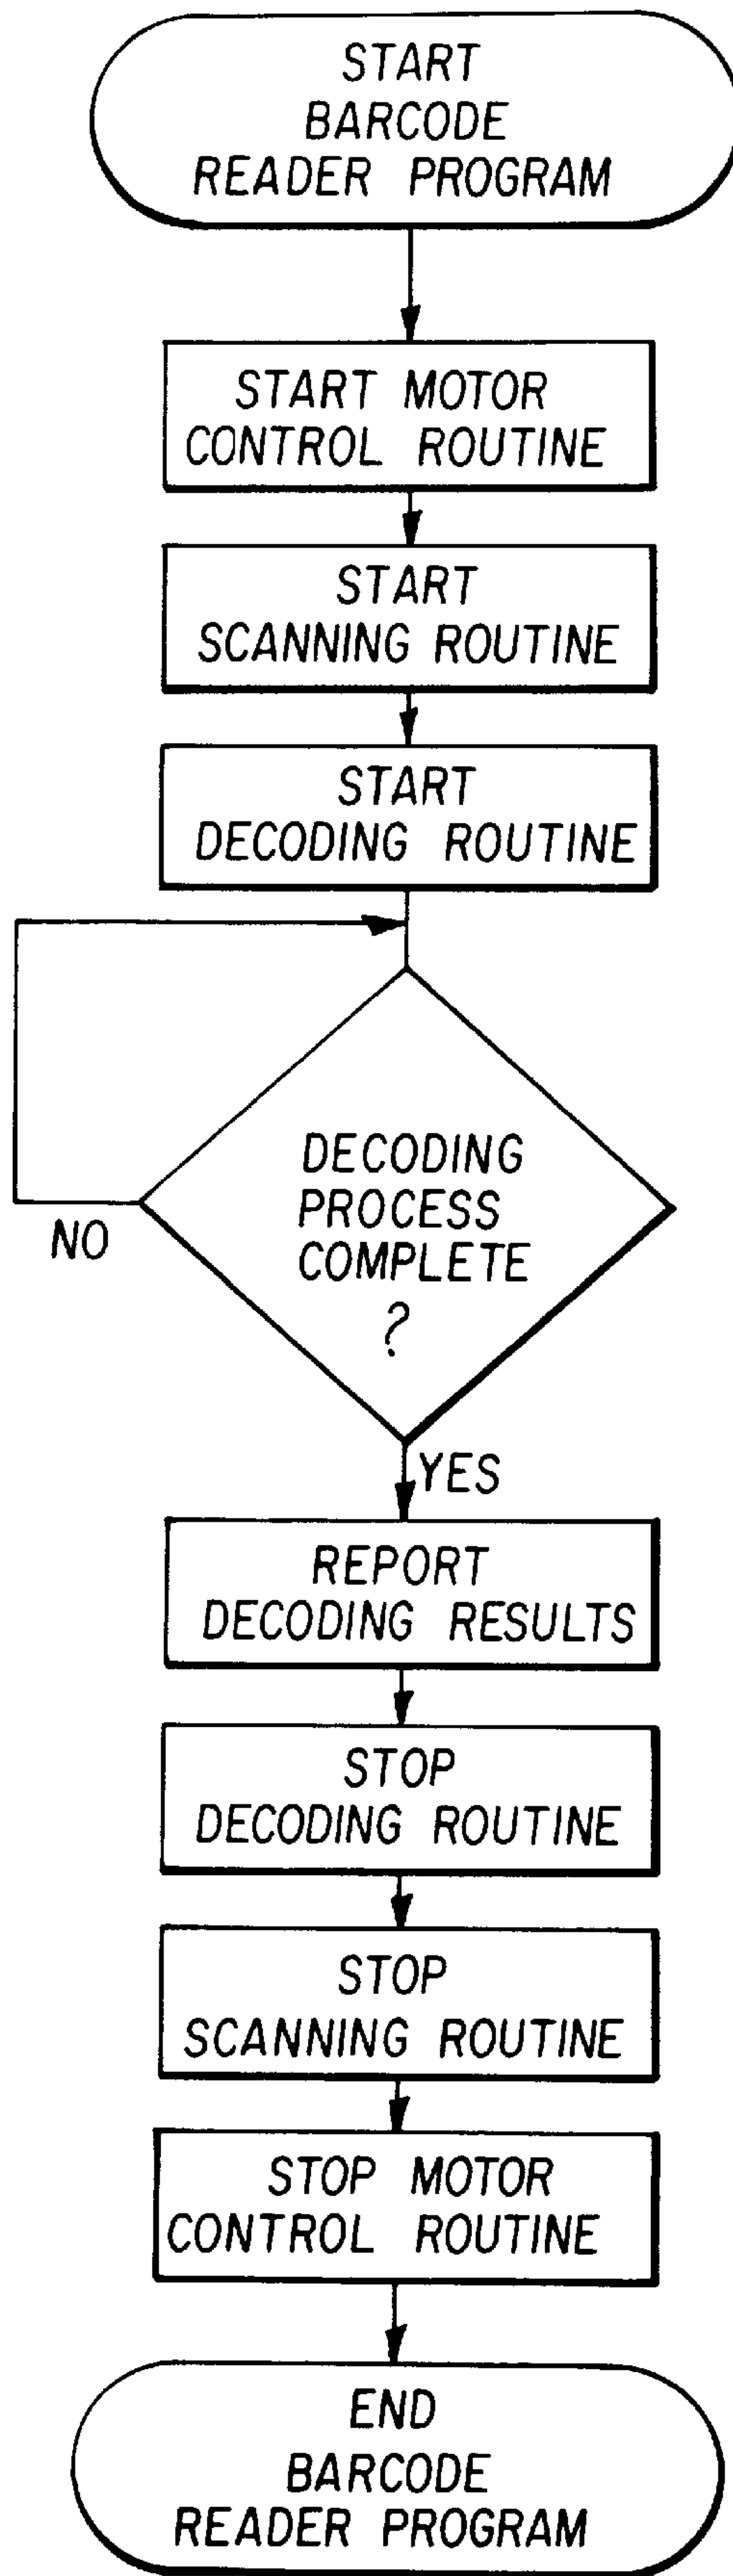 START
BARCODE
READER PROGRAM
START MOTOR
CONTROL ROUTINE
START
SCANNING ROUTINE
START
DECODING ROUTINE
DECODING
PROCESS
COMPLETE
?
NO
YES
REPORT
DECODING RESULTS
STOP
DECODING ROUTINE
STOP
SCANNING ROUTINE
STOP MOTOR
CONTROL ROUTINE
END
BARCODE
READER PROGRAM